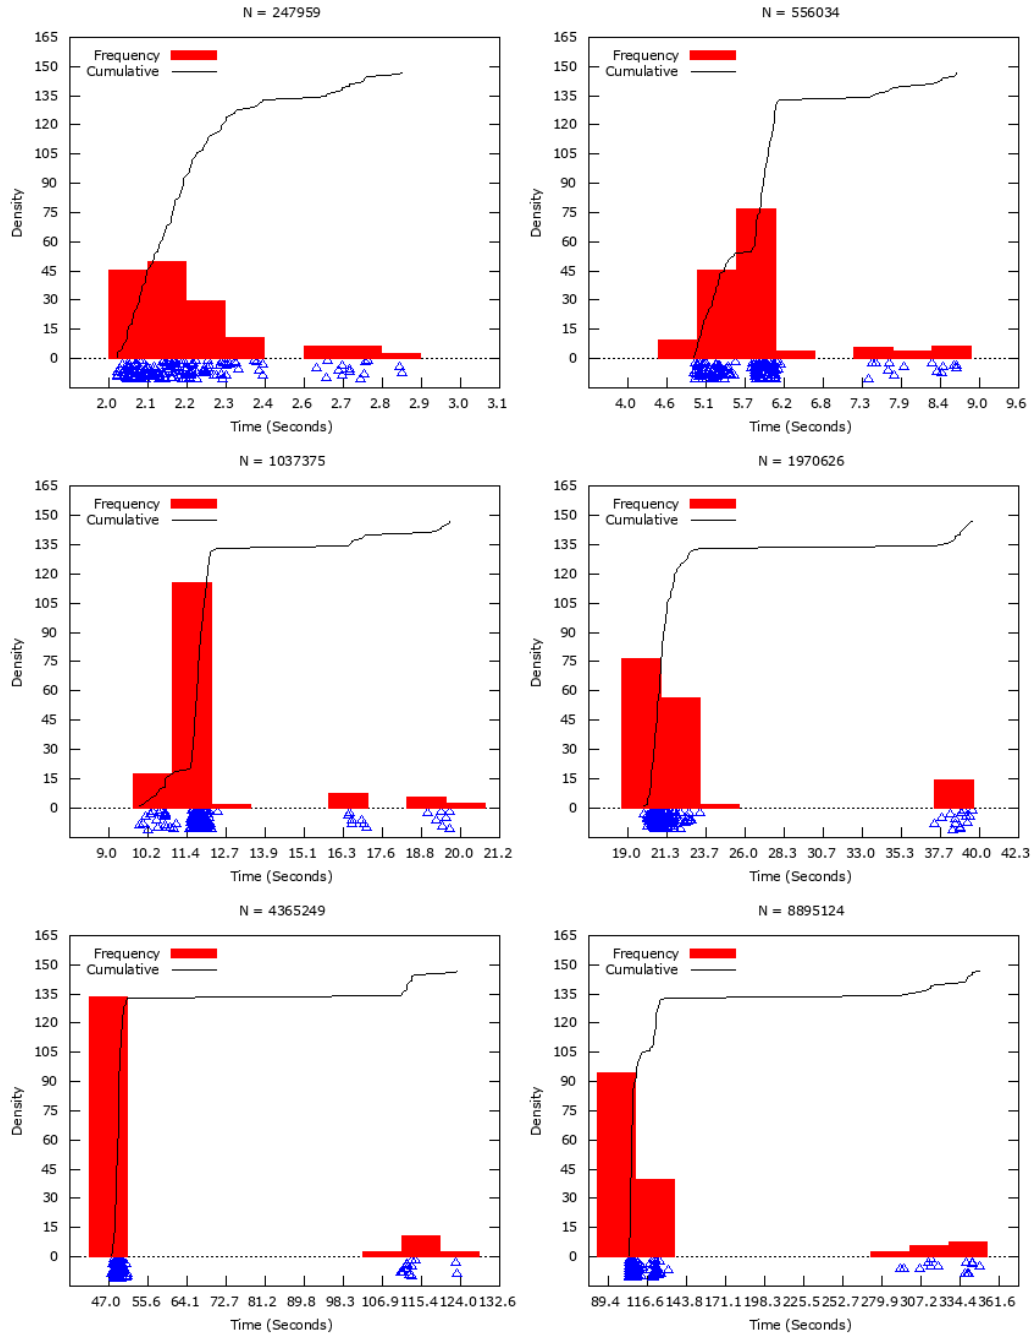 N = 247959
165
150
135
120
105
90
75
60
45
30
15
0
Density
Frequency
Cumulative
2.0 2.1 2.2 2.3 2.4 2.6 2.7 2.8 2.9 3.0 3.1
Time (Seconds)
N = 556034
165
150
135
120
105
90
75
60
45
30
15
0
Density
Frequency
Cumulative
4.0 4.6 5.1 5.7 6.2 6.8 7.3 7.9 8.4 9.0 9.6
Time (Seconds)
N = 1037375
165
150
135
120
105
90
75
60
45
30
15
0
Density
Frequency
Cumulative
9.0 10.2 11.4 12.7 13.9 15.1 16.3 17.6 18.8 20.0 21.2
Time (Seconds)
N = 1970626
165
150
135
120
105
90
75
60
45
30
15
0
Density
Frequency
Cumulative
19.0 21.3 23.7 26.0 28.3 30.7 33.0 35.3 37.7 40.0 42.3
Time (Seconds)
N = 4365249
165
150
135
120
105
90
75
60
45
30
15
0
Density
Frequency
Cumulative
47.0 55.6 64.1 72.7 81.2 89.8 98.3 106.9 115.4 124.0 132.6
Time (Seconds)
N = 8895124
165
150
135
120
105
90
75
60
45
30
15
0
Density
Frequency
Cumulative
89.4 116.6 143.8 171.1 198.3 225.5 252.7 279.9 307.2 334.4 361.6
Time (Seconds)